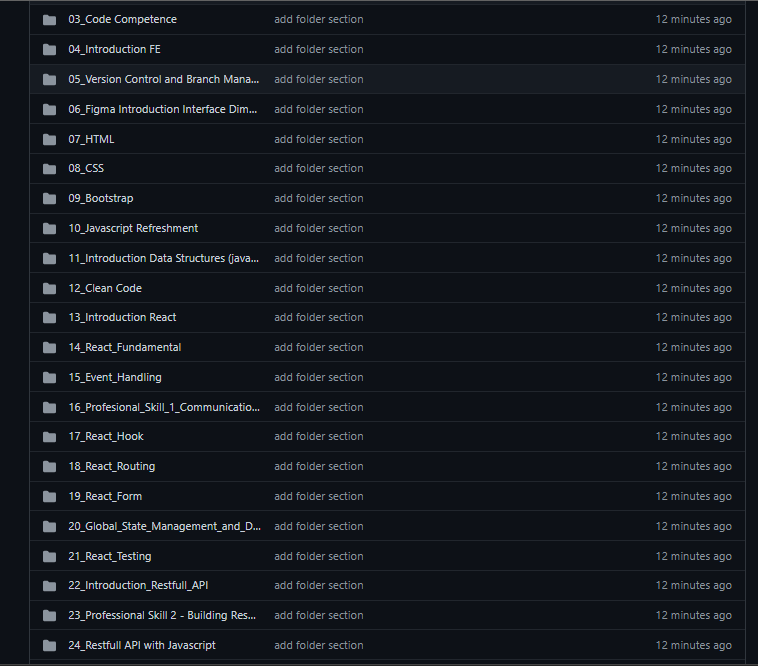 03_Code Competence add folder section 12 minutes ago
04_Introduction FE add folder section 12 minutes ago
05_Version Control and Branch Mana... add folder section 12 minutes ago
06_Figma Introduction Interface Dim... add folder section 12 minutes ago
07_HTML add folder section 12 minutes ago
08_CSS add folder section 12 minutes ago
09_Bootstrap add folder section 12 minutes ago
10_Javascript Refreshment add folder section 12 minutes ago
11_Introduction Data Structures (java... add folder section 12 minutes ago
12_Clean Code add folder section 12 minutes ago
13_Introduction React add folder section 12 minutes ago
14_React_Fundamental add folder section 12 minutes ago
15_Event_Handling add folder section 12 minutes ago
16_Profesional_Skill_1_Communicatio... add folder section 12 minutes ago
17_React_Hook add folder section 12 minutes ago
18_React_Routing add folder section 12 minutes ago
19_React_Form add folder section 12 minutes ago
20_Global_State_Management_and_D... add folder section 12 minutes ago
21_React_Testing add folder section 12 minutes ago
22_Introduction_Restfull_API add folder section 12 minutes ago
23_Professional Skill 2 - Building Res... add folder section 12 minutes ago
24_Restfull API with Javascript add folder section 12 minutes ago